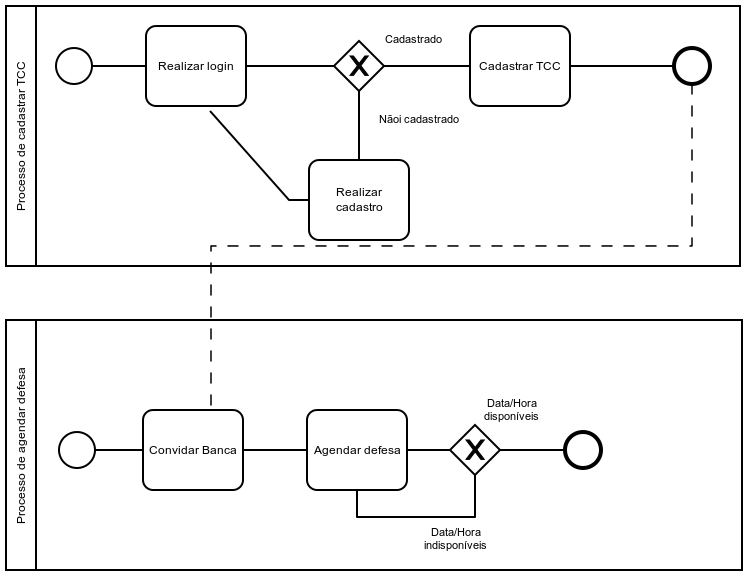 Processo de cadastrar TCC
Realizar login
X
Cadastrado
Cadastrar TCC
Nãoi cadastrado
Realizar
cadastro
Processo de agendar defesa
Convidar Banca
Agendar defesa
X
Data/Hora
disponíveis
Data/Hora
indisponíveis